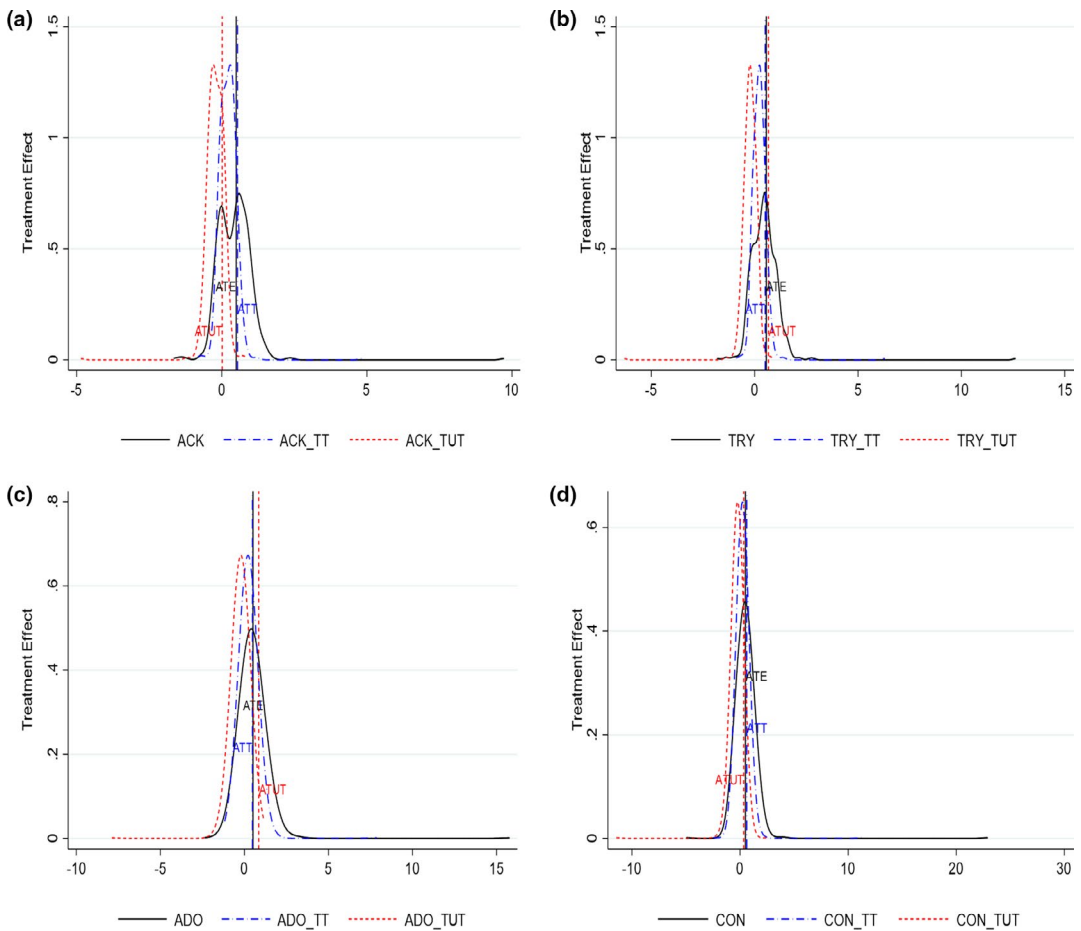 (a)
1.5
1
.5
0
Treatment Effect
ATE
ATT
ATUT
-5 0 5 10
ACK ACK_TT ACK_TUT
(b)
1.5
1
.5
0
Treatment Effect
ATE
ATT
ATUT
-5 0 5 10 15
TRY TRY_TT TRY_TUT
(c)
.8
.6
.4
.2
0
Treatment Effect
ATE
ATT
ATUT
-10 -5 0 5 10 15
ADO ADO_TT ADO_TUT
(d)
.6
.4
.2
0
Treatment Effect
ATE
ATT
ATUT
-10 0 10 20 30
CON CON_TT CON_TUT